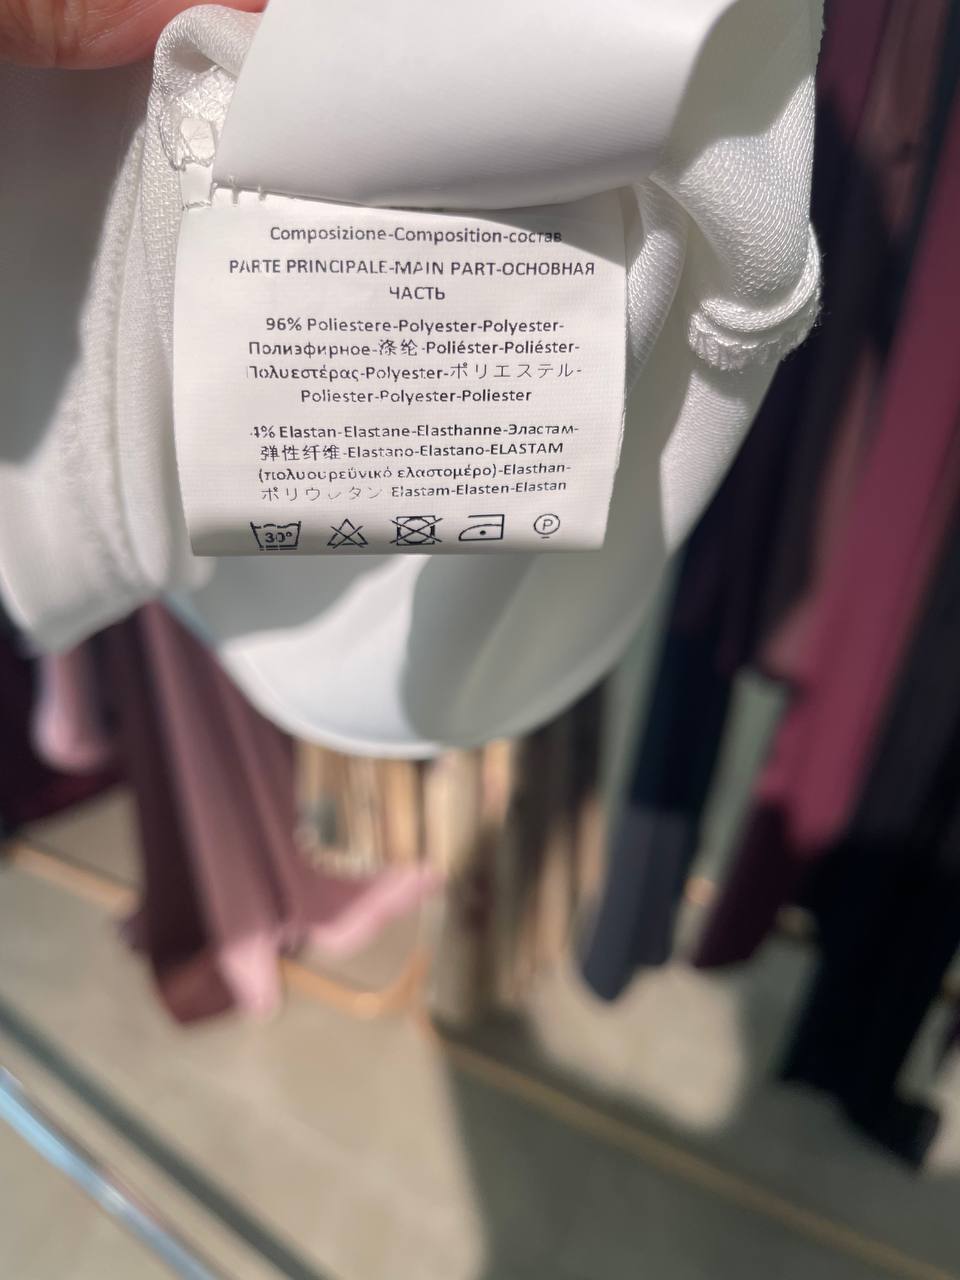 Composizione-Composition-состав
PARTE PRINCIPALE-MAIN PART-ОСНОВНАЯ
ЧАСТЬ
96% Poliestere-Polyester-Polyester-
Полиэфирное-涤纶-Poliéster-Poliéster-
Πολυεστέρας-Polyester-ポリエステル-
Poliester-Polyester-Poliester
4% Elastan-Elastane-Elasthanne-Эластам-
弹性纤维-Elastano-Elastano-ELASTAM
(πολυουρεϋνικό ελαστομέρο)-Elasthan-
ポリウレタン Elastam-Elasten-Elastan
30°
P